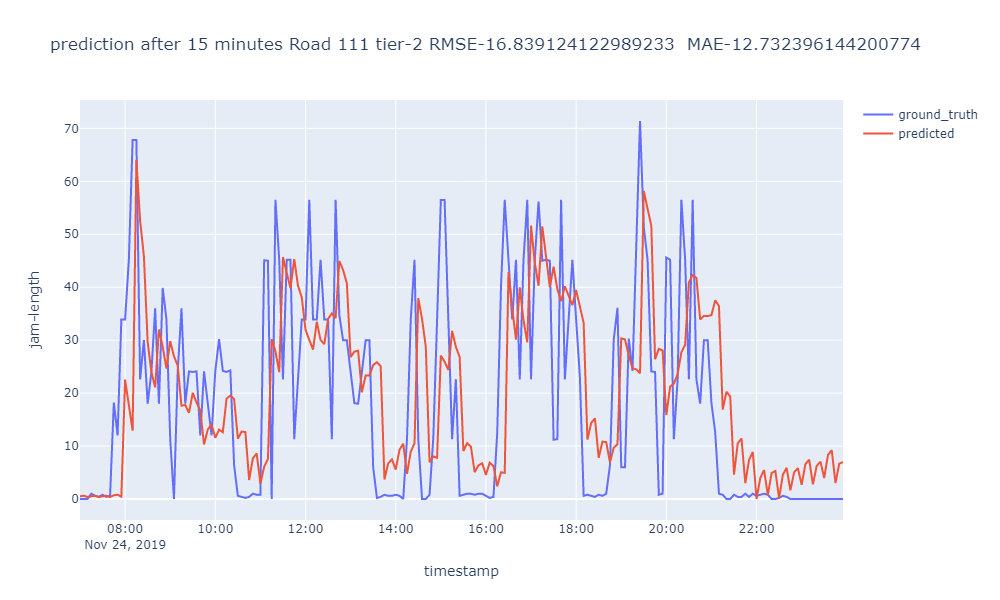 prediction after 15 minutes Road 111 tier-2 RMSE-16.839124122989233  MAE-12.732396144200774
ground_truth
predicted
jam-length
70
60
50
40
30
20
10
0
08:00 10:00 12:00 14:00 16:00 18:00 20:00 22:00
Nov 24, 2019
timestamp